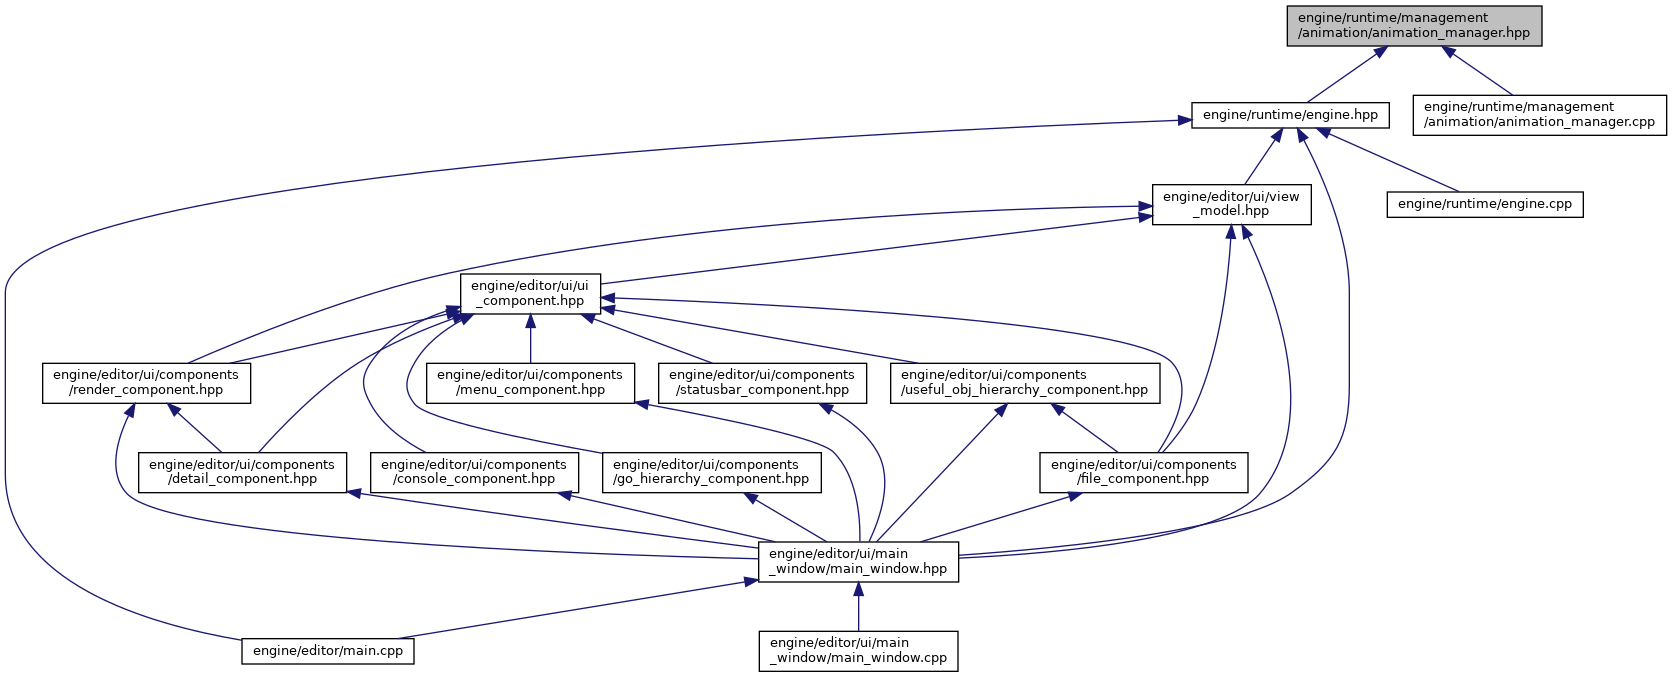 engine/runtime/management
/animation/animation_manager.hpp
engine/runtime/engine.hpp
engine/runtime/management
/animation/animation_manager.cpp
engine/editor/ui/view
_model.hpp
engine/runtime/engine.cpp
engine/editor/ui/ui
_component.hpp
engine/editor/ui/components
/render_component.hpp
engine/editor/ui/components
/menu_component.hpp
engine/editor/ui/components
/statusbar_component.hpp
engine/editor/ui/components
/useful_obj_hierarchy_component.hpp
engine/editor/ui/components
/detail_component.hpp
engine/editor/ui/components
/console_component.hpp
engine/editor/ui/components
/go_hierarchy_component.hpp
engine/editor/ui/components
/file_component.hpp
engine/editor/ui/main
_window/main_window.hpp
engine/editor/main.cpp
engine/editor/ui/main
_window/main_window.cpp